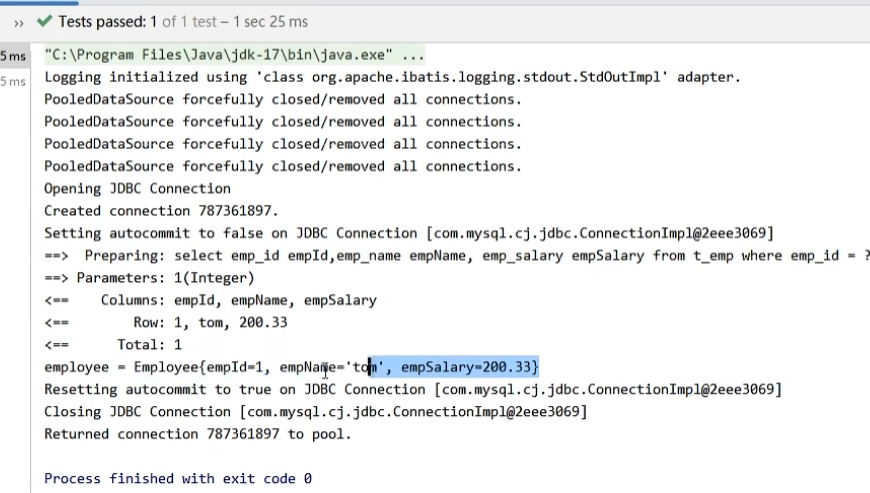 ›› ✔ Tests passed: 1 of 1 test – 1 sec 25 ms
5 ms "C:\Program Files\Java\jdk-17\bin\java.exe" ...
Logging initialized using 'class org.apache.ibatis.logging.stdout.StdOutImpl' adapter.
5 ms PooledDataSource forcefully closed/removed all connections.
PooledDataSource forcefully closed/removed all connections.
PooledDataSource forcefully closed/removed all connections.
PooledDataSource forcefully closed/removed all connections.
Opening JDBC Connection
Created connection 787361897.
Setting autocommit to false on JDBC Connection [com.mysql.cj.jdbc.ConnectionImpl@2eee3069]
==>  Preparing: select emp_id empId,emp_name empName, emp_salary empSalary from t_emp where emp_id = ?
==> Parameters: 1(Integer)
<==    Columns: empId, empName, empSalary
<==        Row: 1, tom, 200.33
<==      Total: 1
employee = Employee{empId=1, empName='tom', empSalary=200.33}
Resetting autocommit to true on JDBC Connection [com.mysql.cj.jdbc.ConnectionImpl@2eee3069]
Closing JDBC Connection [com.mysql.cj.jdbc.ConnectionImpl@2eee3069]
Returned connection 787361897 to pool.
Process finished with exit code 0